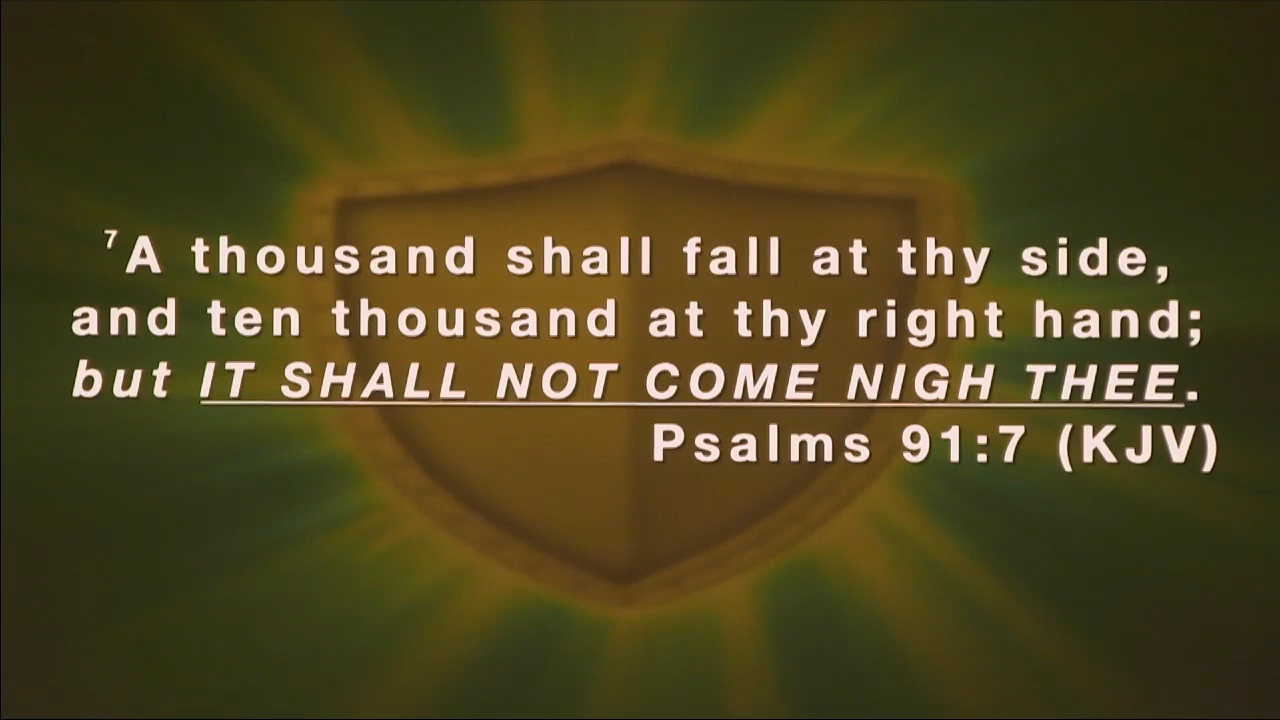 ⁷A thousand shall fall at thy side,
and ten thousand at thy right hand;
but IT SHALL NOT COME NIGH THEE.
Psalms 91:7 (KJV)